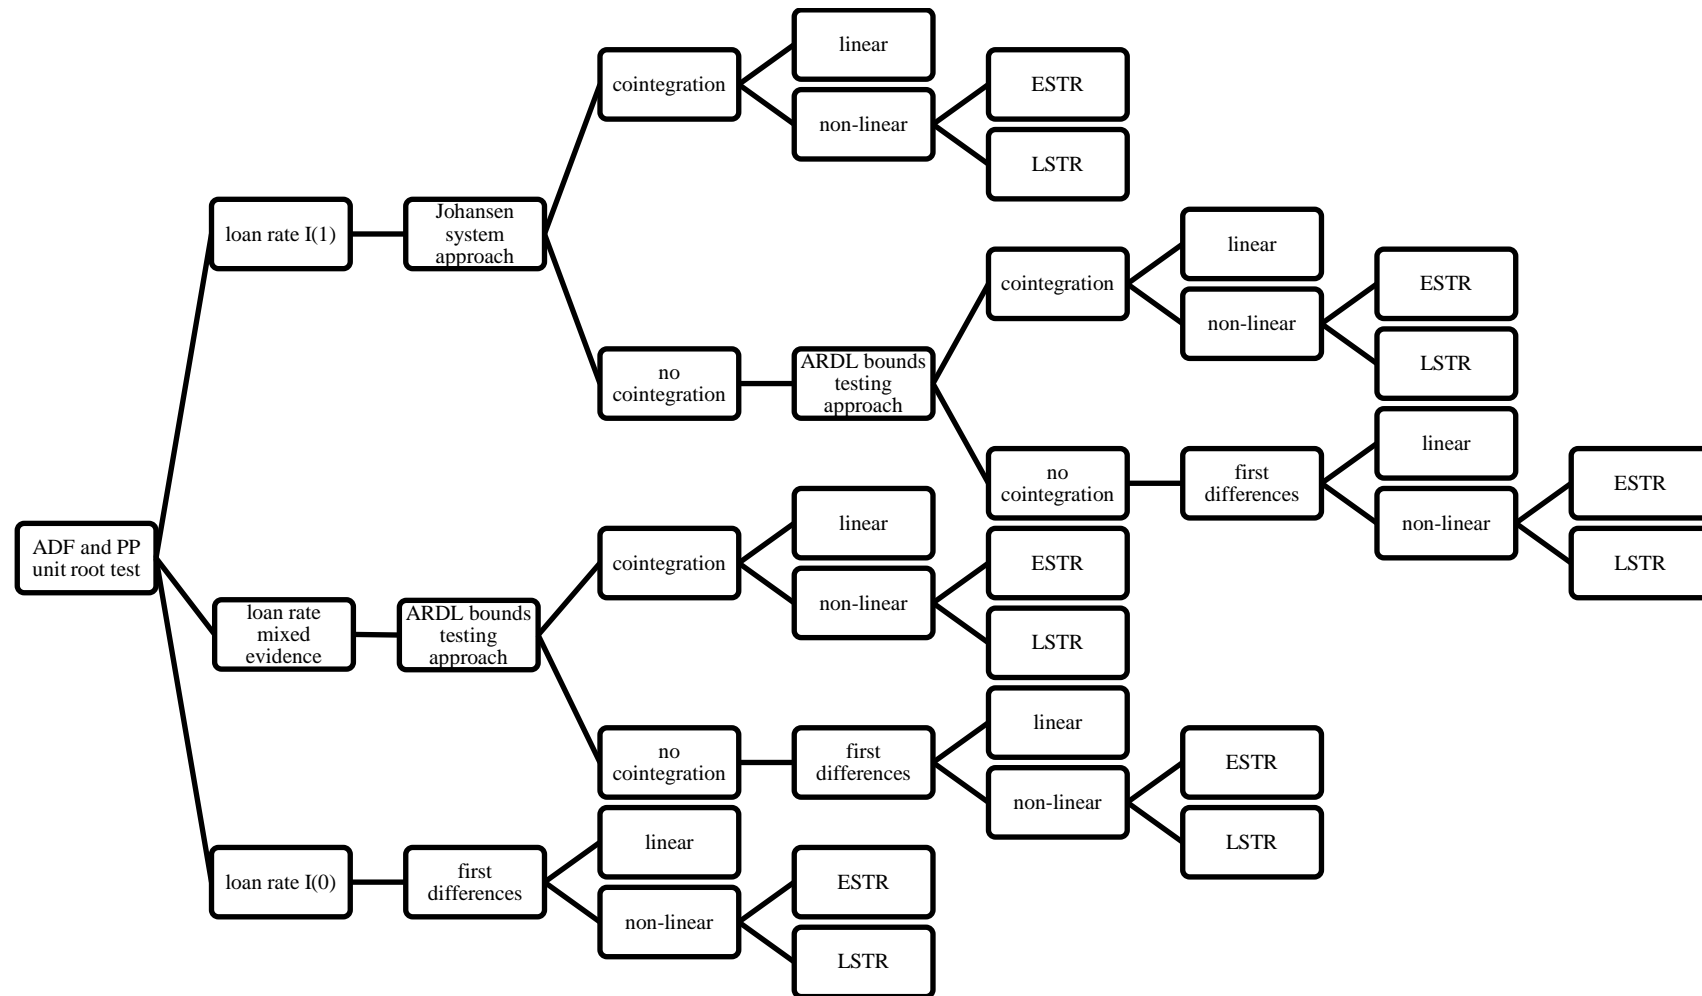 linear
cointegration
ESTR
non-linear
LSTR
loan rate I(1)
Johansen
system
approach
linear
cointegration
ESTR
non-linear
no
cointegration
ARDL bounds
testing
approach
LSTR
linear
no
cointegration
first
differences
ESTR
non-linear
LSTR
ADF and PP
unit root test
linear
cointegration
ESTR
non-linear
loan rate
mixed
evidence
ARDL bounds
testing
approach
LSTR
linear
no
cointegration
first
differences
ESTR
non-linear
LSTR
linear
loan rate I(0)
first
differences
ESTR
non-linear
LSTR